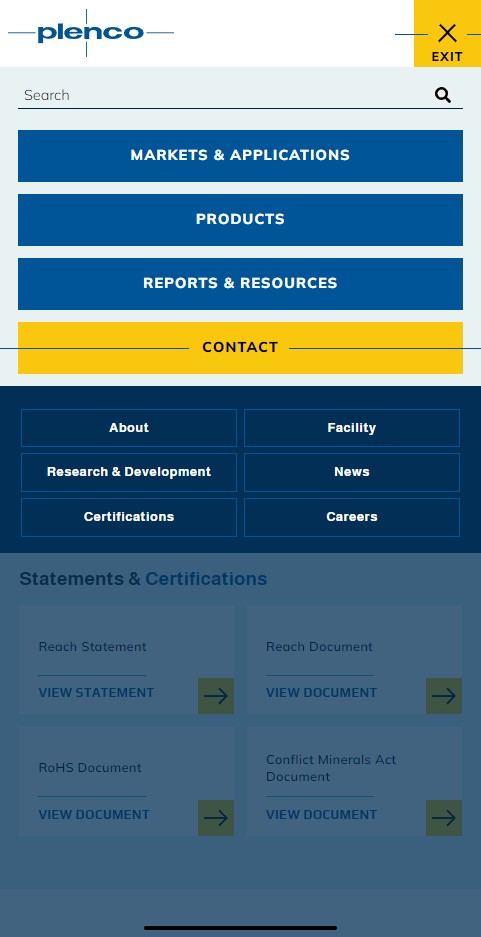 plenco
EXIT
Search
MARKETS & APPLICATIONS
PRODUCTS
REPORTS & RESOURCES
CONTACT
About
Facility
Research & Development
News
Certifications
Careers
Statements & Certifications
Reach Statement
VIEW STATEMENT
Reach Document
VIEW DOCUMENT
RoHS Document
VIEW DOCUMENT
Conflict Minerals Act
Document
VIEW DOCUMENT